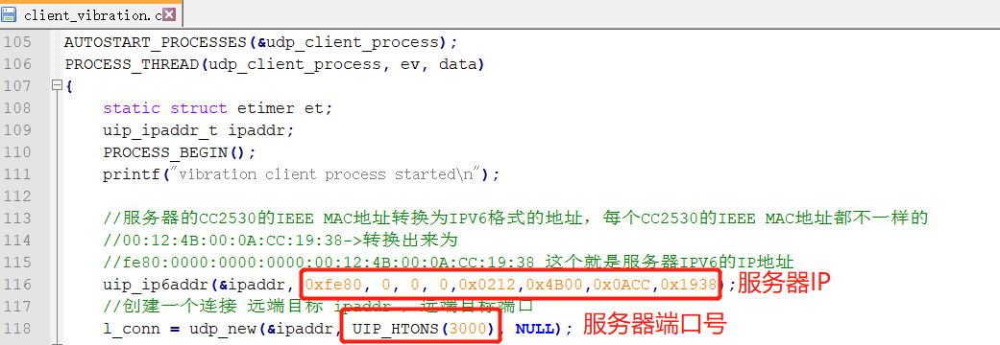 client_vibration.c
105 AUTOSTART_PROCESSES(&udp_client_process);
106 PROCESS_THREAD(udp_client_process, ev, data)
107 {
108 static struct etimer et;
109 uip_ipaddr_t ipaddr;
110 PROCESS_BEGIN();
111 printf("vibration client process started\n");
112
113 //服务器的CC2530的IEEE MAC地址转换为IPV6格式的地址，每个CC2530的IEEE MAC地址都不一样的
114 //00:12:4B:00:0A:CC:19:38->转换出来为
115 //fe80:0000:0000:0000:00:12:4B:00:0A:CC:19:38 这个就是服务器IPV6的IP地址
116 uip_ip6addr(&ipaddr, 0xfe80, 0, 0, 0,0x0212,0x4B00,0x0ACC,0x1938); 服务器IP
117 //创建一个连接 远端目标 ipaddr , 远端目标端口
118 l_conn = udp_new(&ipaddr, UIP_HTONS(3000), NULL); 服务器端口号